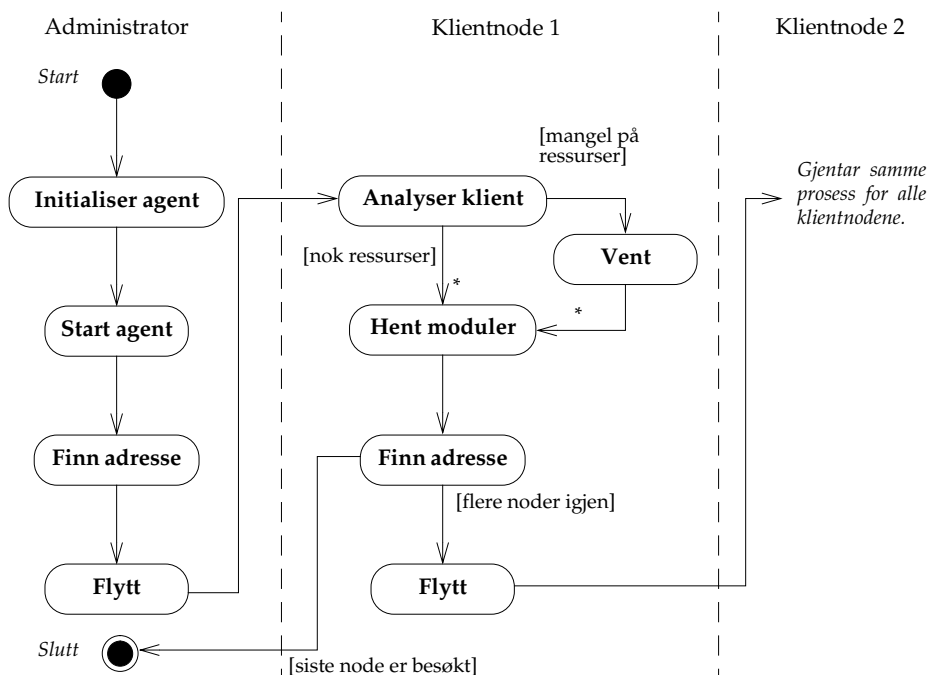 Administrator
Klientnode 1
Klientnode 2
Start
[mangel på
ressurser]
Initialiser agent
Analyser klient
Gjentar samme
prosess for alle
klientnodene.
[nok ressurser]
Vent
*
*
Start agent
Hent moduler
Finn adresse
Finn adresse
[flere noder igjen]
Flytt
Flytt
Slutt
[siste node er besøkt]